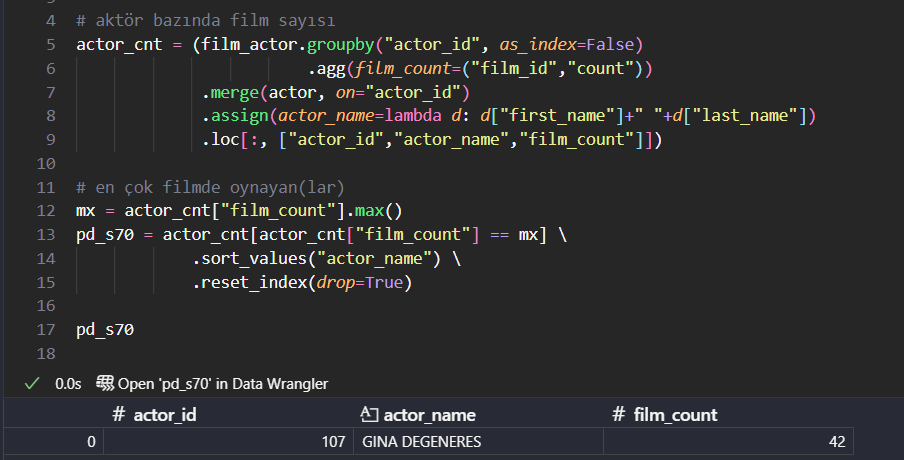 4 # aktör bazında film sayısı
5 actor_cnt = (film_actor.groupby("actor_id", as_index=False)
6 .agg(film_count=("film_id","count"))
7 .merge(actor, on="actor_id")
8 .assign(actor_name=lambda d: d["first_name"]+" "+d["last_name"])
9 .loc[:, ["actor_id","actor_name","film_count"]])
10
11 # en çok filmde oynayan(lar)
12 mx = actor_cnt["film_count"].max()
13 pd_s70 = actor_cnt[actor_cnt["film_count"] == mx] \
14 .sort_values("actor_name") \
15 .reset_index(drop=True)
16
17 pd_s70
18
✓ 0.0s Open 'pd_s70' in Data Wrangler
# actor_id A actor_name # film_count
0 107 GINA DEGENERES 42